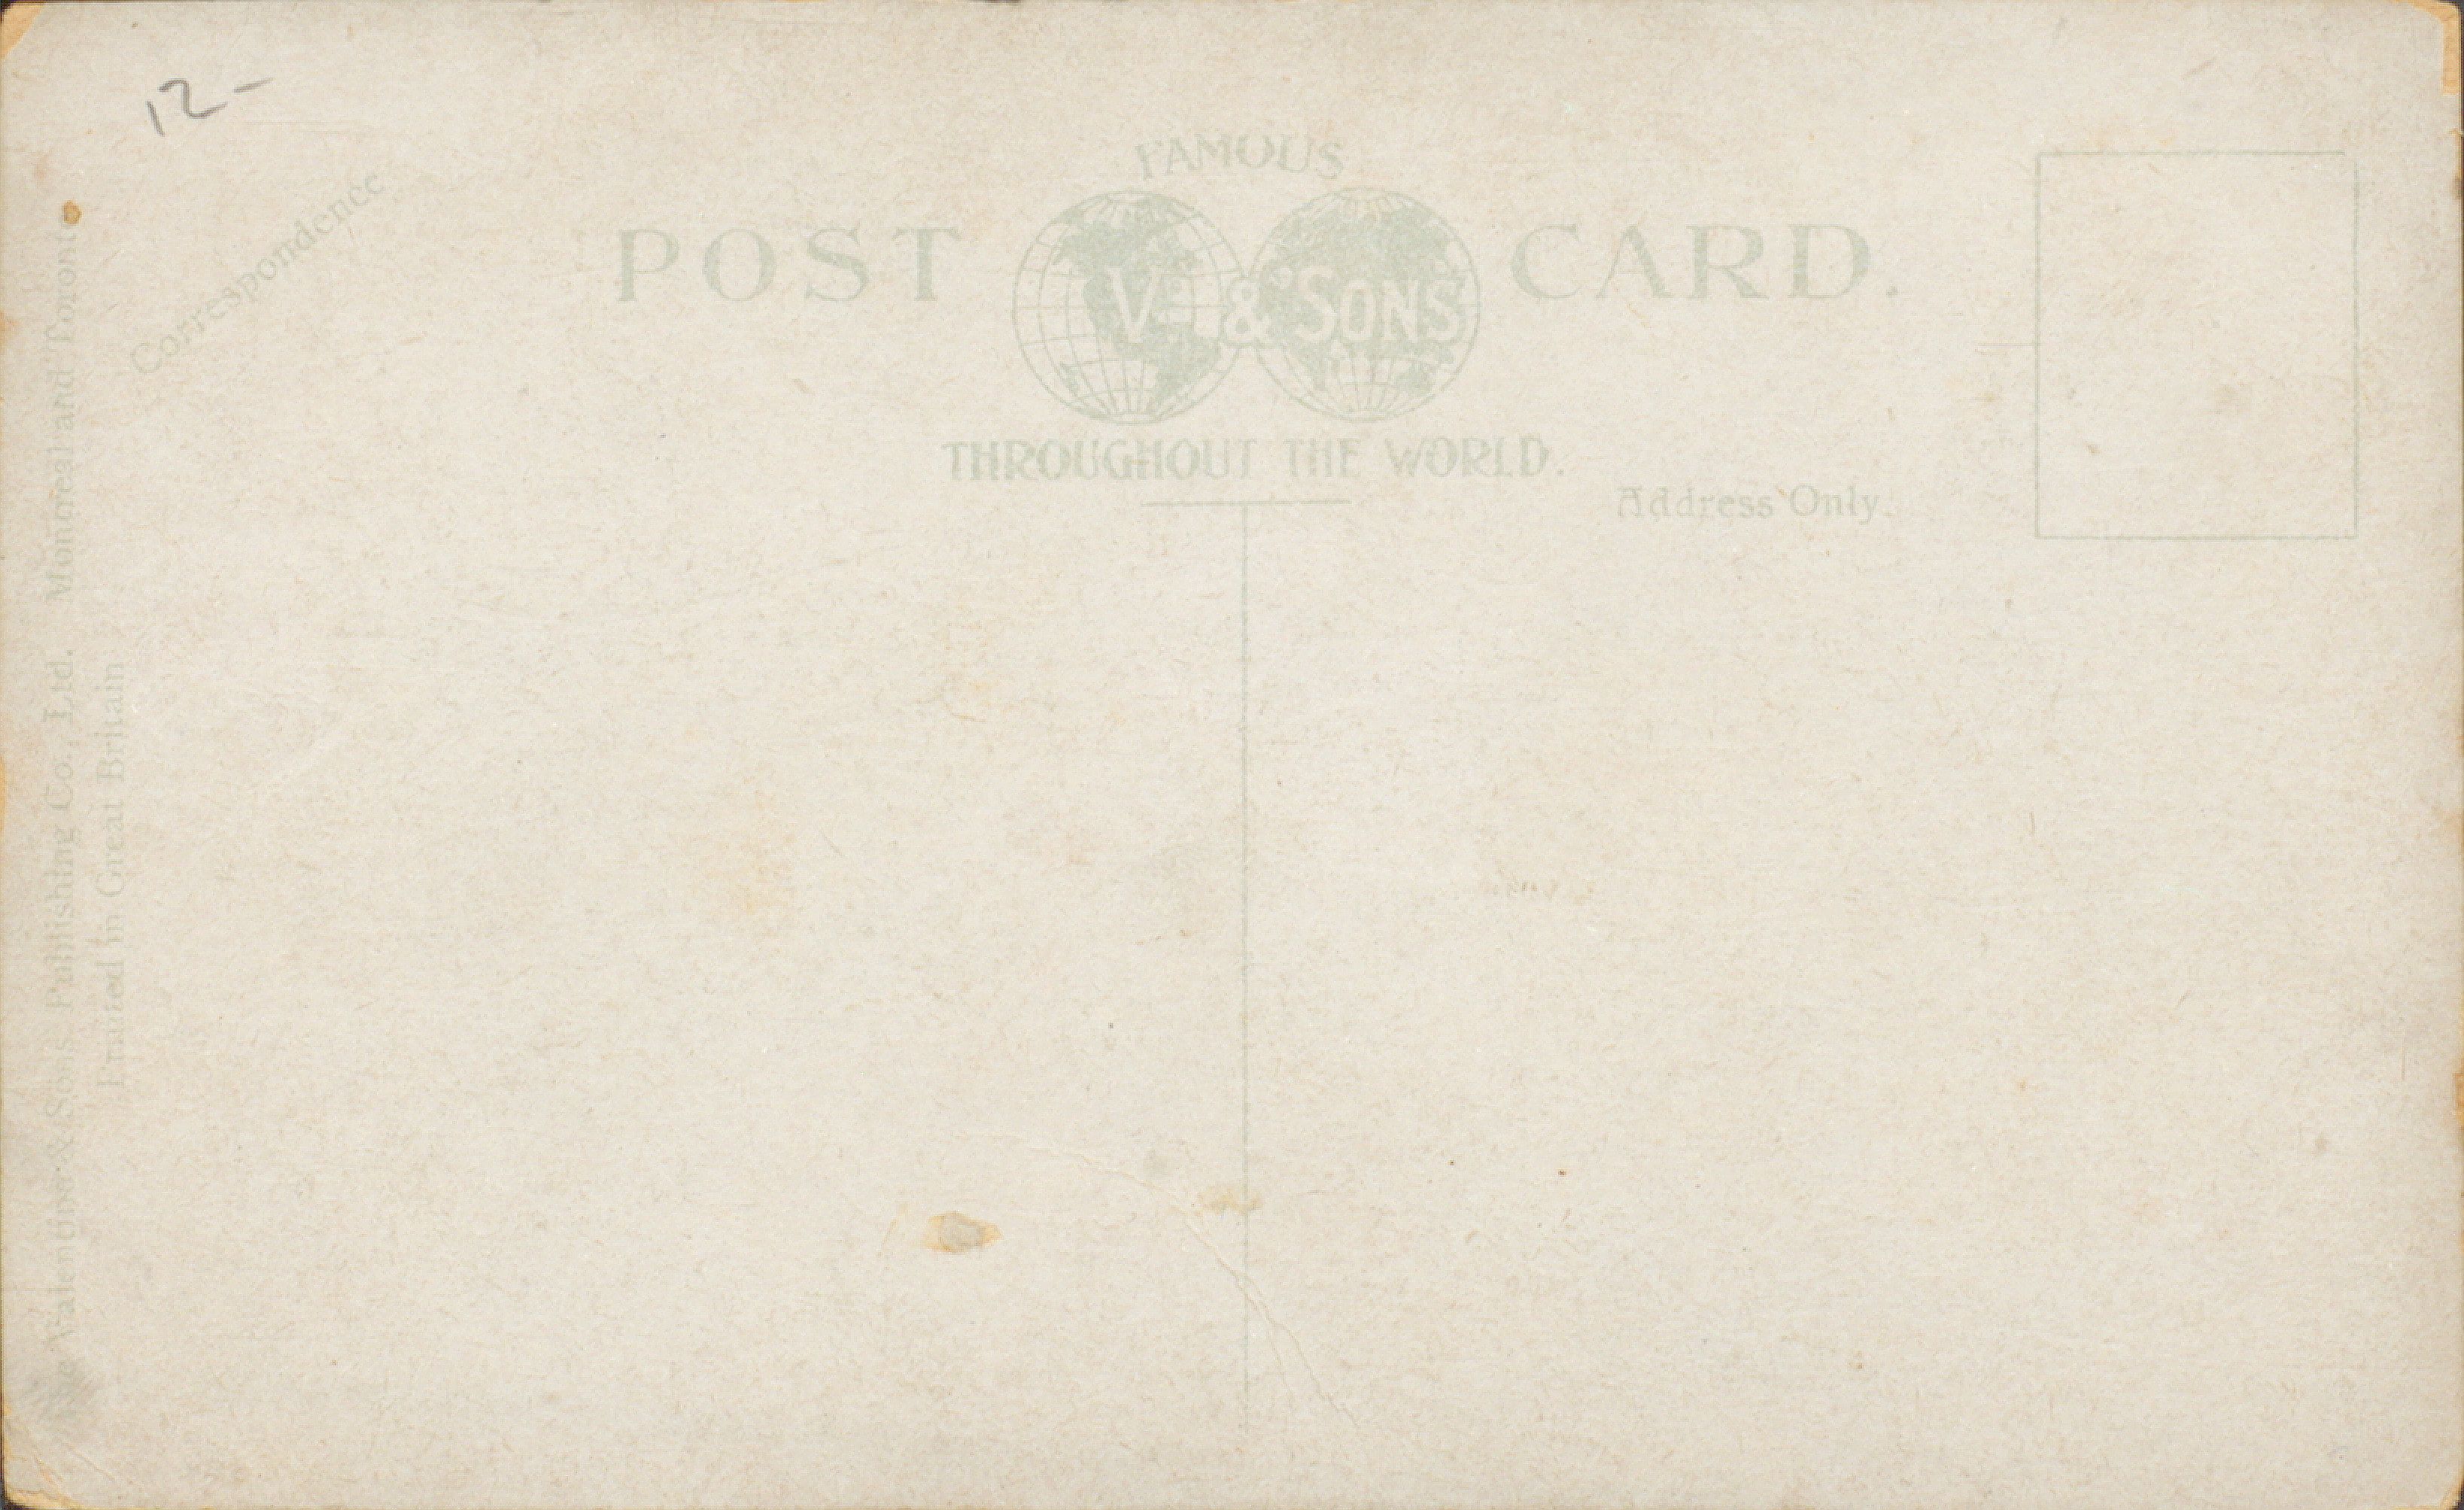 12-
Correspondence
FAMOUS
POST CARD.
V. & SONS
THROUGHOUT THE WORLD.
Address Only.
Valentine & Sons' Publishing Co., Ltd. Montreal and Toronto
Printed in Great Britain